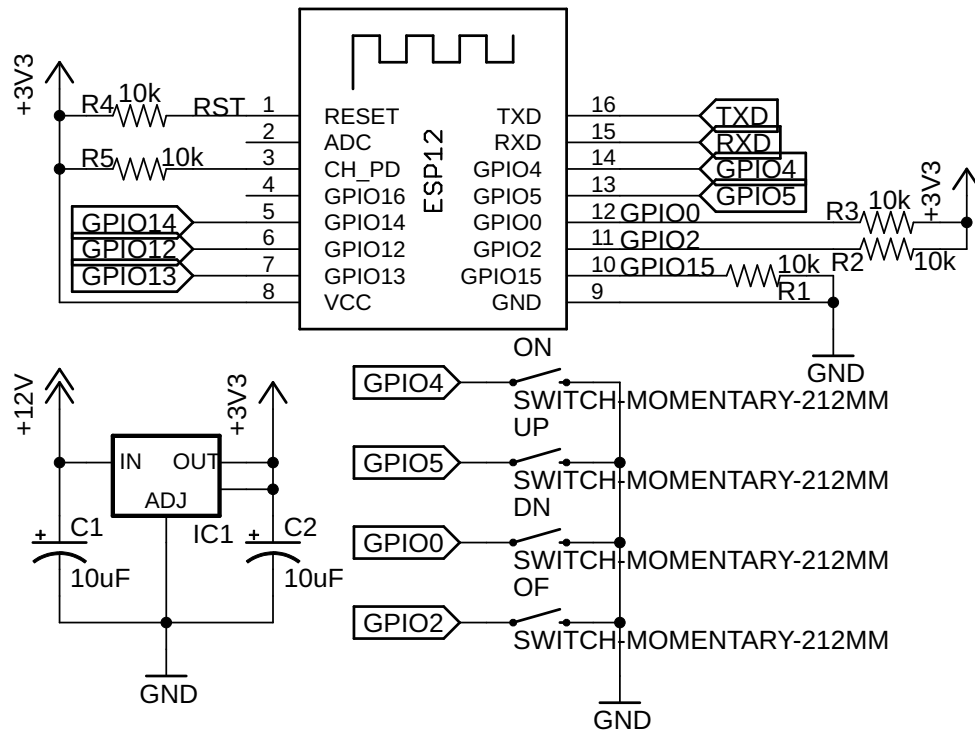 +3V3
R4 10k RST 1 RESET TXD 16 TXD
2 ADC RXD 15 RXD
R5 10k 3 CH_PD GPIO4 14 GPIO4
4 GPIO16 GPIO5 13 GPIO5
GPIO14 5 GPIO14 GPIO0 12 GPIO0 R3 10k +3V3
GPIO12 6 GPIO12 GPIO2 11 GPIO2 R2 10k
GPIO13 7 GPIO13 GPIO15 10 GPIO15 10k
8 VCC GND 9 R1
ESP12
GND
+12V
+3V3
IN OUT
ADJ
IC1
C1
10uF
C2
10uF
GND
ON
GPIO4
SWITCH-MOMENTARY-212MM
UP
GPIO5
SWITCH-MOMENTARY-212MM
DN
GPIO0
SWITCH-MOMENTARY-212MM
OF
GPIO2
SWITCH-MOMENTARY-212MM
GND